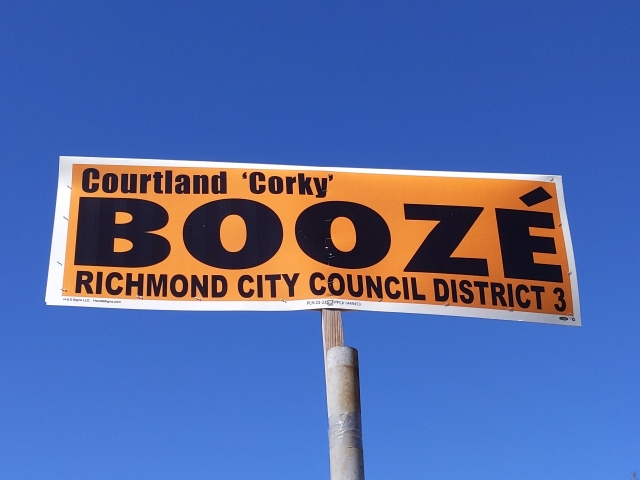 Courtland ‘Corky’
BOOZÉ
RICHMOND CITY COUNCIL DISTRICT 3